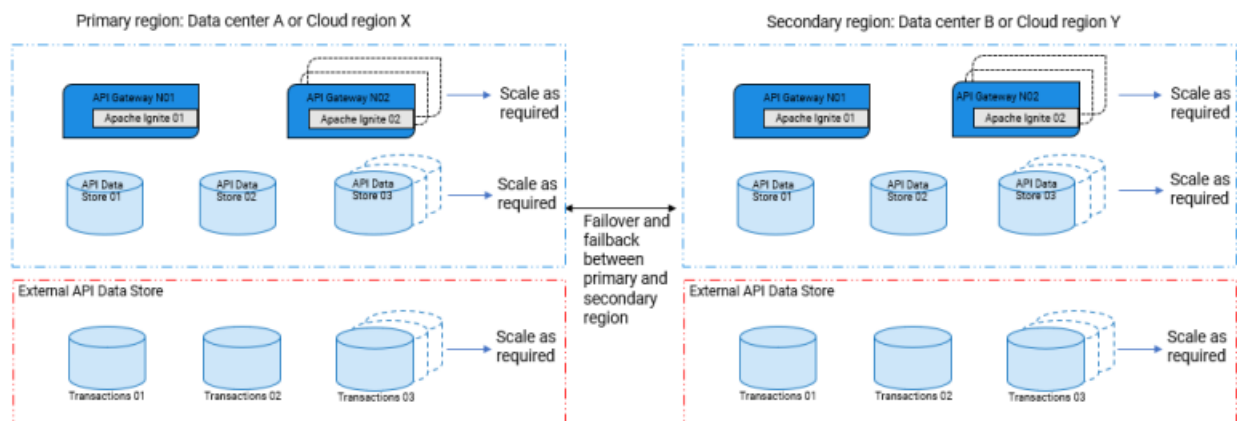 Primary region: Data center A or Cloud region X
Secondary region: Data center B or Cloud region Y
API Gateway N01
Apache Ignite 01
API Gateway N02
Apache Ignite 02
Scale as
required
API Data
Store 01
API Data
Store 02
API Data
Store 03
Scale as
required
External API Data Store
Transactions 01
Transactions 02
Transactions 03
Scale as
required
Failover and
failback
between
primary and
secondary
region
API Gateway N01
Apache Ignite 01
API Gateway N02
Apache Ignite 02
Scale as
required
API Data
Store 01
API Data
Store 02
API Data
Store 03
Scale as
required
External API Data Store
Transactions 01
Transactions 02
Transactions 03
Scale as
required